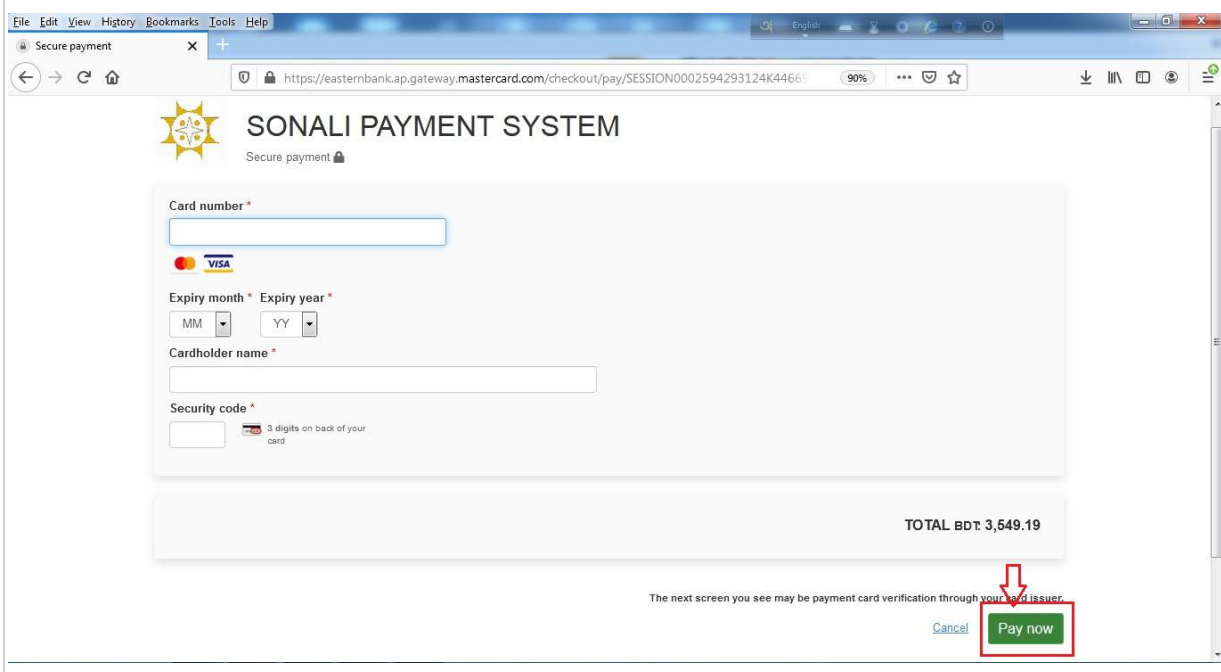 File Edit View History Bookmarks Tools Help
English
Secure payment
https://easternbank.ap.gateway.mastercard.com/checkout/pay/SESSION0002594293124K4466
90%
SONALI PAYMENT SYSTEM
Secure payment
Card number *
VISA
Expiry month * Expiry year *
MM YY
Cardholder name *
Security code *
3 digits on back of your
card
TOTAL BDT: 3,549.19
The next screen you see may be payment card verification through your card issuer.
Cancel Pay now